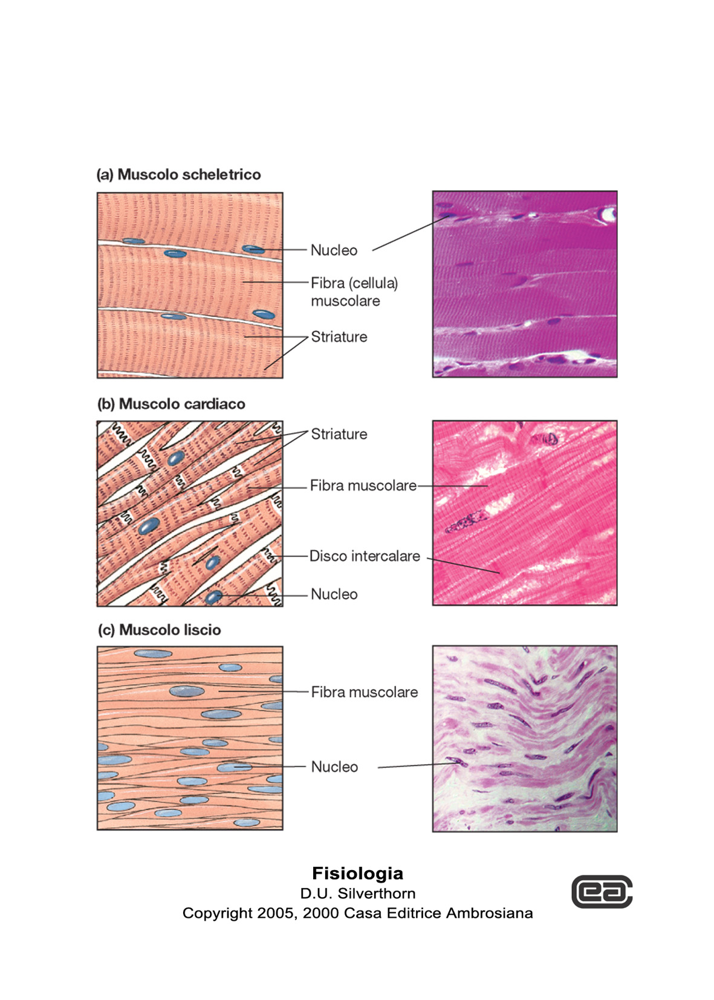 (a) Muscolo scheletrico
Nucleo
Fibra (cellula)
muscolare
Striature
(b) Muscolo cardiaco
Striature
Fibra muscolare
Disco intercalare
Nucleo
(c) Muscolo liscio
Fibra muscolare
Nucleo
Fisiologia
D.U. Silverthorn
Copyright 2005, 2000 Casa Editrice Ambrosiana
ea